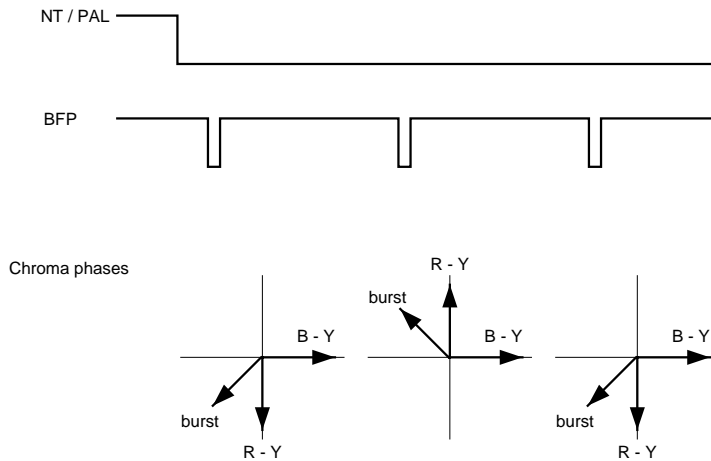 NT / PAL
BFP
Chroma phases
R - Y
burst
B - Y
B - Y
B - Y
burst
burst
R - Y
R - Y